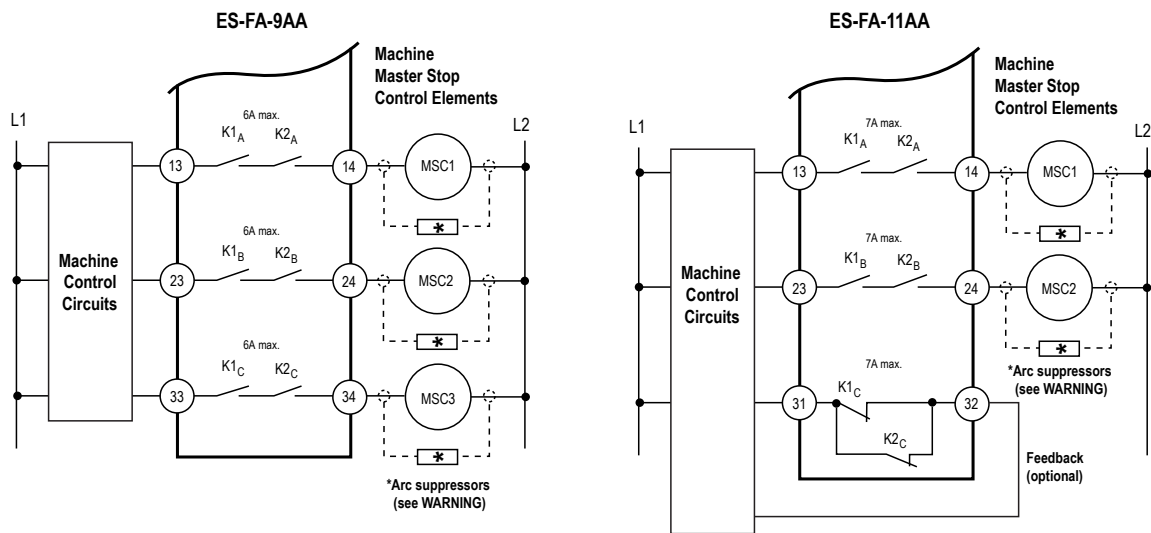 ES-FA-9AA
Machine
Master Stop
Control Elements
L1
L2
6A max.
K1A
K2A
13
14
MSC1
*
6A max.
K1B
K2B
23
24
MSC2
*
Machine
Control
Circuits
6A max.
K1C
K2C
33
34
MSC3
*
*Arc suppressors
(see WARNING)
ES-FA-11AA
Machine
Master Stop
Control Elements
L1
L2
7A max.
K1A
K2A
13
14
MSC1
*
7A max.
K1B
K2B
23
24
MSC2
*
Machine
Control
Circuits
*Arc suppressors
(see WARNING)
7A max.
K1C
31
32
K2C
Feedback
(optional)